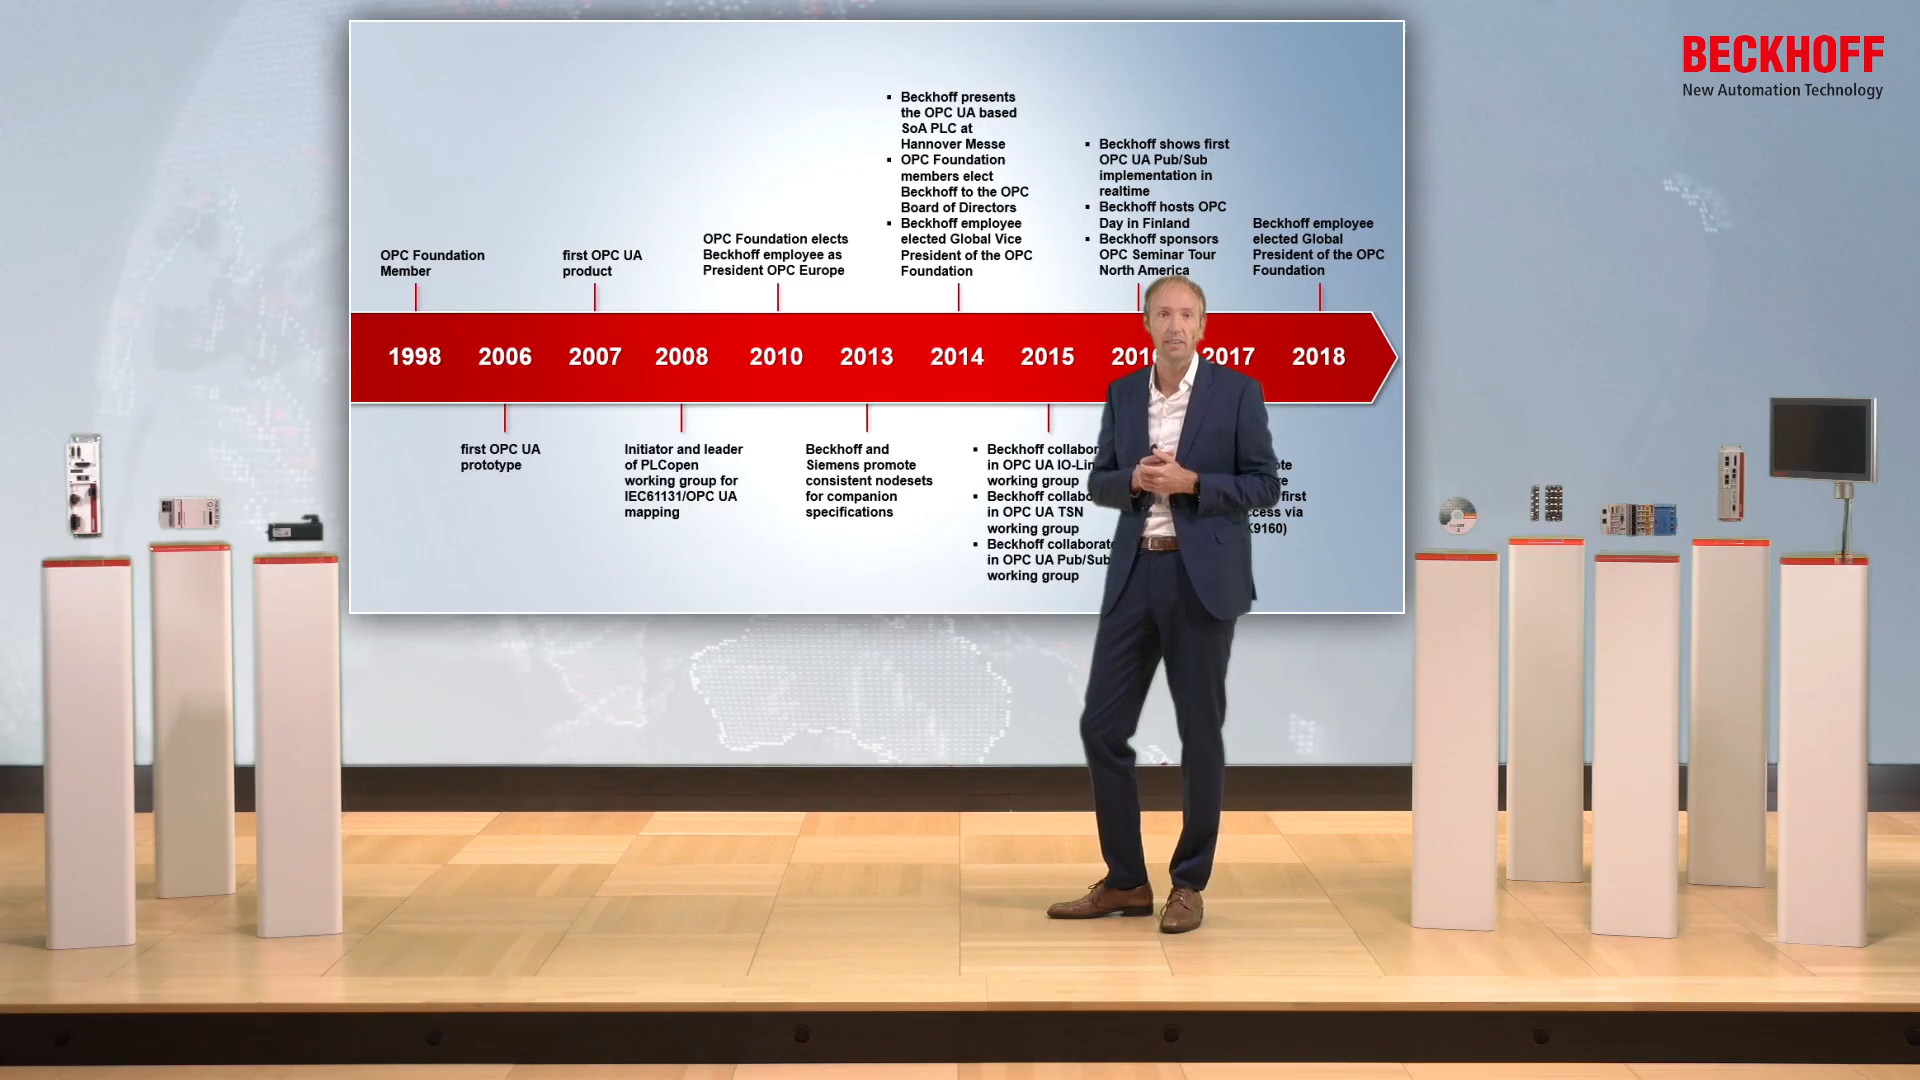 BECKHOFF
New Automation Technology
▪ Beckhoff presents
the OPC UA based
SoA PLC at
Hannover Messe
▪ OPC Foundation
members elect
Beckhoff to the OPC
Board of Directors
▪ Beckhoff employee
elected Global Vice
President of the OPC
Foundation
▪ Beckhoff shows first
OPC UA Pub/Sub
implementation in
realtime
▪ Beckhoff hosts OPC
Day in Finland
▪ Beckhoff sponsors
OPC Seminar Tour
North America
OPC Foundation
Member
first OPC UA
product
OPC Foundation elects
Beckhoff employee as
President OPC Europe
Beckhoff employee
elected Global
President of the OPC
Foundation
1998 2006 2007 2008 2010 2013 2014 2015 2016 2017 2018
first OPC UA
prototype
Initiator and leader
of PLCopen
working group for
IEC61131/OPC UA
mapping
Beckhoff and
Siemens promote
consistent nodesets
for companion
specifications
▪ Beckhoff
in OPC UA
working group
▪ Beckhoff
in OPC UA TSN
working group
▪ Beckhoff
in OPC UA Pub/Sub
working group
first
via